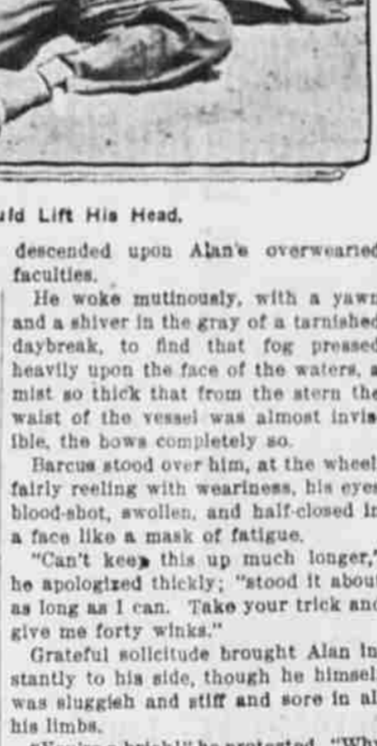 Lift His Head.
descended upon Alan's overwearied
faculties.
He woke mutinously, with a yawn
and a shiver in the gray of a tarnished
daybreak, to find that fog pressed
heavily upon the face of the waters, a
mist so thick that from the stern the
waist of the vessel was almost invis
ible, the bows completely so.
Barcus stood over him, at the wheel
fairly reeling with weariness, his eyes
blood-shot, swollen, and half-closed in
a face like a mask of fatigue.
"Can't keep this up much longer,"
he apologized thickly; "stood it about
as long as I can. Take your trick and
give me forty winks."
Grateful solicitude brought Alan in
stantly to his side, though he himsel
was sluggish and stiff and sore in al
his limbs.
he protested. "Why